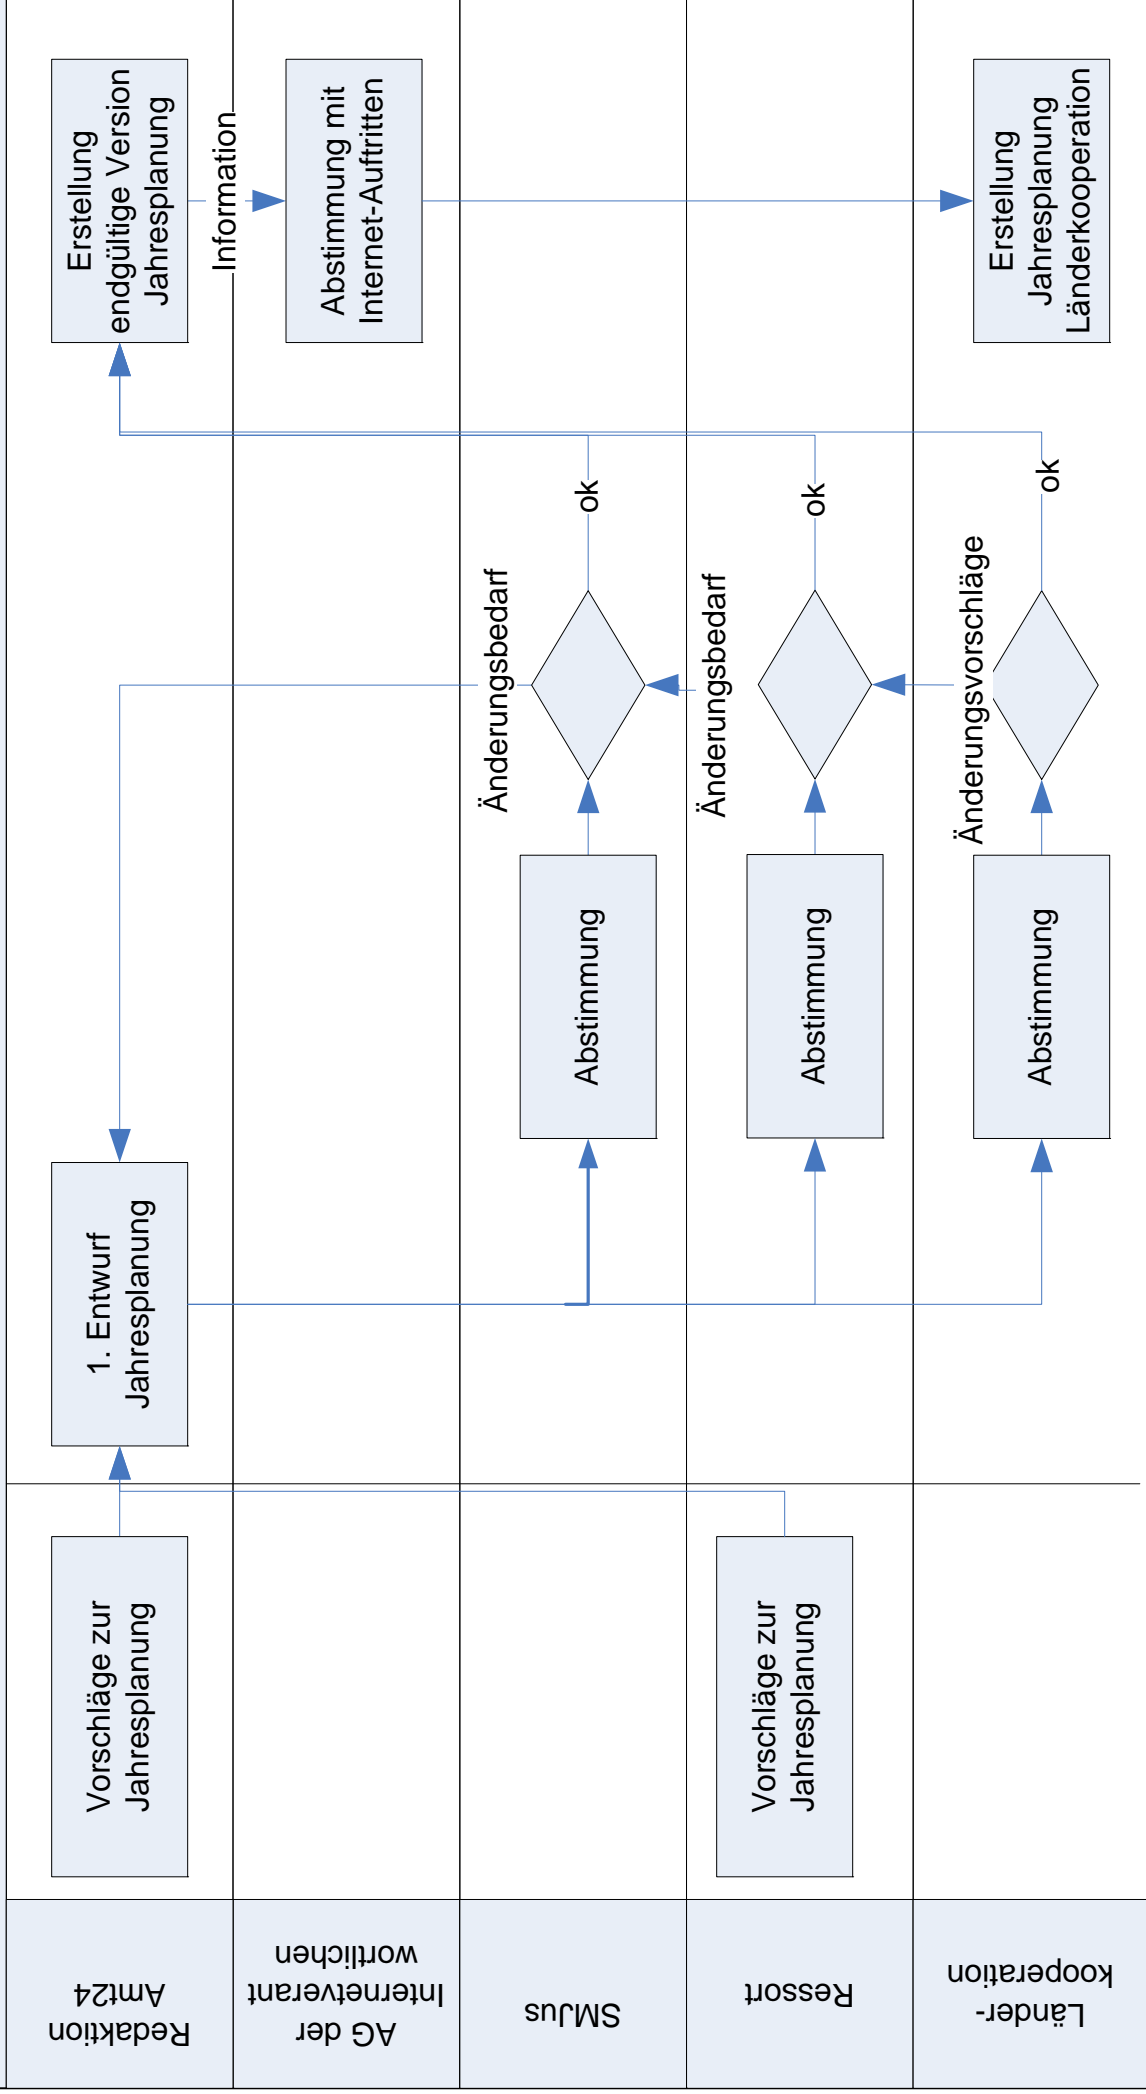 Redaktion
Amt24
Vorschläge zur
Jahresplanung
1. Entwurf
Jahresplanung
Erstellung
endgültige Version
Jahresplanung
Information
AG der
Internetverant
wortlichen
Abstimmung mit
Internet-Auftritten
SMJus
Abstimmung
Änderungsbedarf
ok
Ressort
Vorschläge zur
Jahresplanung
Abstimmung
Änderungsbedarf
ok
Länder-
kooperation
Abstimmung
Änderungsvorschläge
ok
Erstellung
Jahresplanung
Länderkooperation